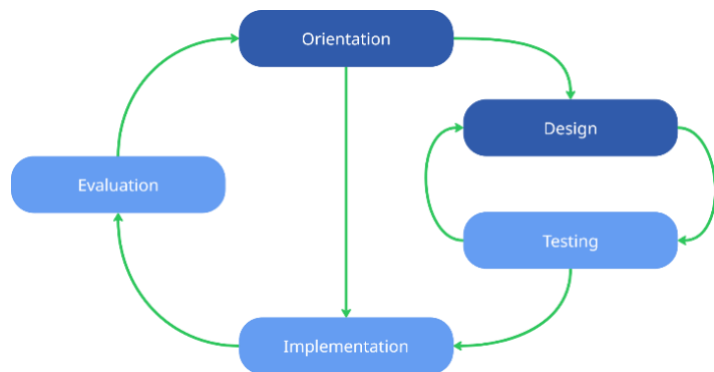 Orientation
Design
Evaluation
Testing
Implementation